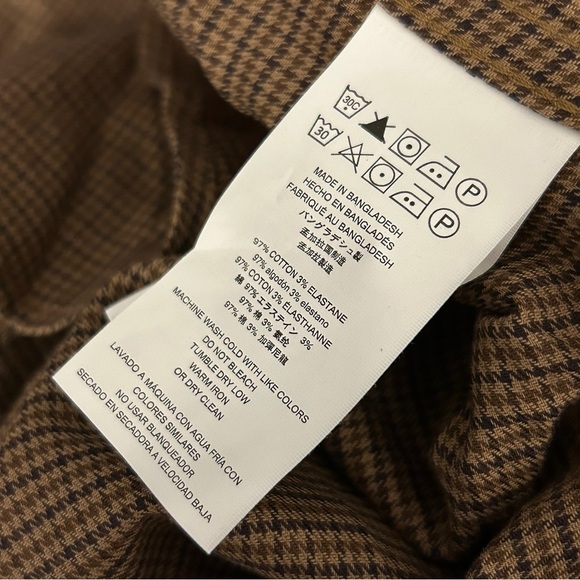 30C P
30 P
MADE IN BANGLADESH
HECHO EN BANGLADÉS
FABRIQUÉ AU BANGLADESH
バングラデシュ製
孟加拉国制造
孟加拉製造
97% COTTON 3% ELASTANE
97% algodón 3% elastano
97% COTON 3% ÉLASTHANNE
綿 97% エラステイン 3%
97% 棉 3% 氨纶
97% 棉 3% 加彈尼龍
MACHINE WASH COLD WITH LIKE COLORS
DO NOT BLEACH
TUMBLE DRY LOW
WARM IRON
OR DRY CLEAN
LAVADO A MÁQUINA CON AGUA FRÍA CON
COLORES SIMILARES
NO USAR BLANQUEADOR
SECADO EN SECADORA A VELOCIDAD BAJA